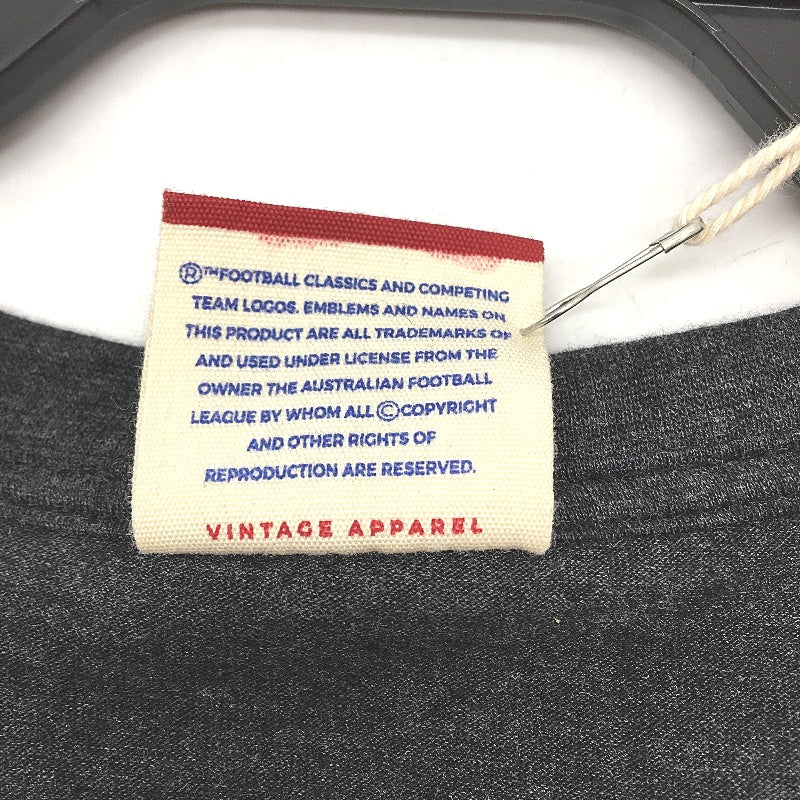 ®™FOOTBALL CLASSICS AND COMPETING
TEAM LOGOS. EMBLEMS AND NAMES ON
THIS PRODUCT ARE ALL TRADEMARKS OF
AND USED UNDER LICENSE FROM THE
OWNER THE AUSTRALIAN FOOTBALL
LEAGUE BY WHOM ALL ©COPYRIGHT
AND OTHER RIGHTS OF
REPRODUCTION ARE RESERVED.
VINTAGE APPAREL